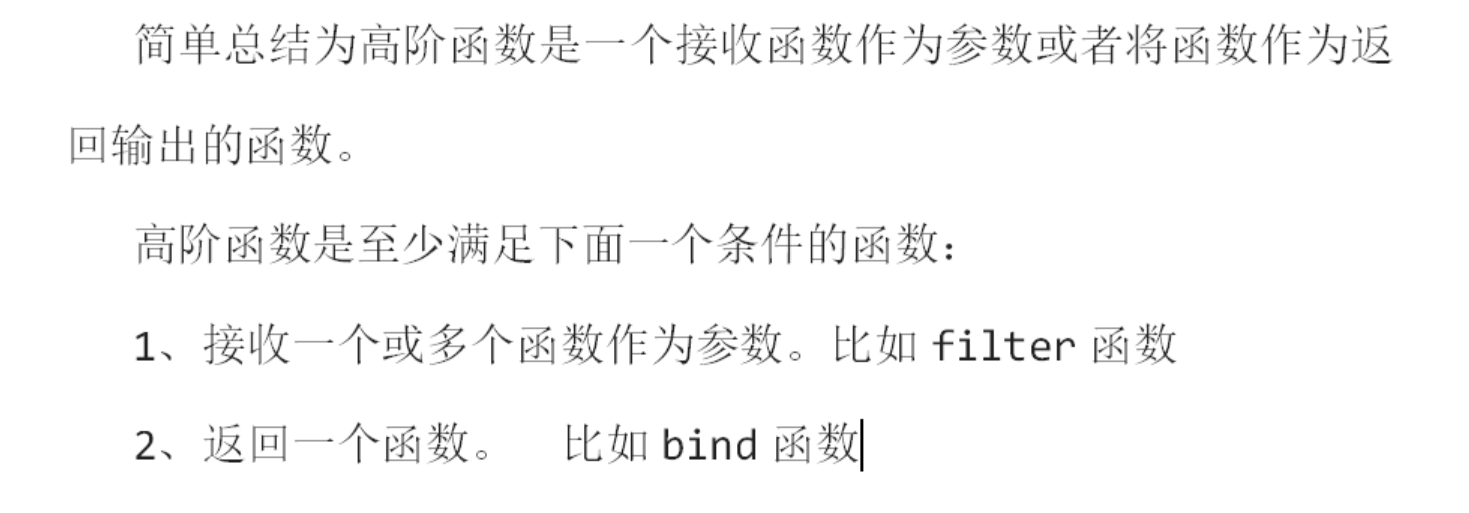 简单总结为高阶函数是一个接收函数作为参数或者将函数作为返
回输出的函数。
高阶函数是至少满足下面一个条件的函数：
1、接收一个或多个函数作为参数。比如 filter 函数
2、返回一个函数。 比如 bind 函数